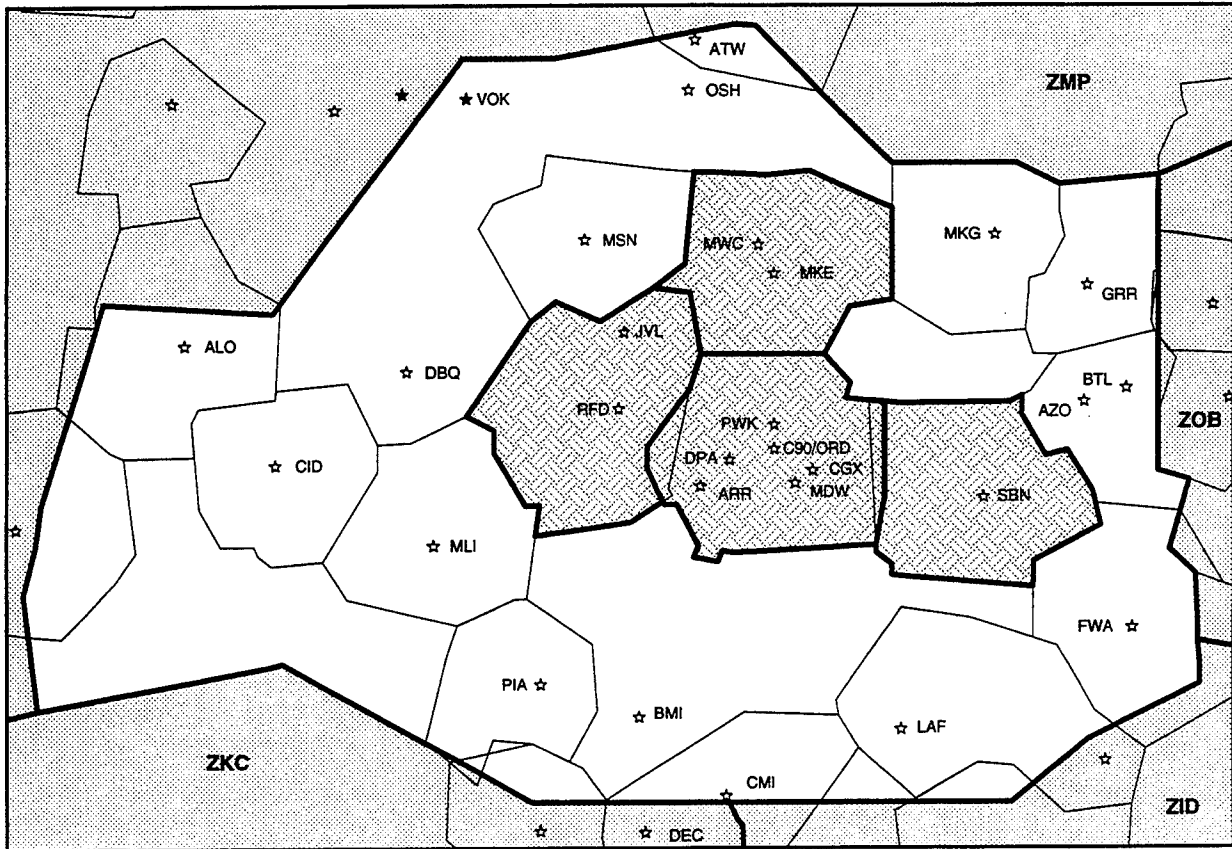 ATW
ZMP
OSH
VOK
MSN
MWC
MKE
MKG
GRR
JVL
ALO
DBQ
BTL
AZO
RFD
PWK
C90/ORD
DPA
CGX
MDW
ARR
ZOB
CID
SBN
MLI
FWA
PIA
BMI
LAF
ZKC
CMI
ZID
DEC